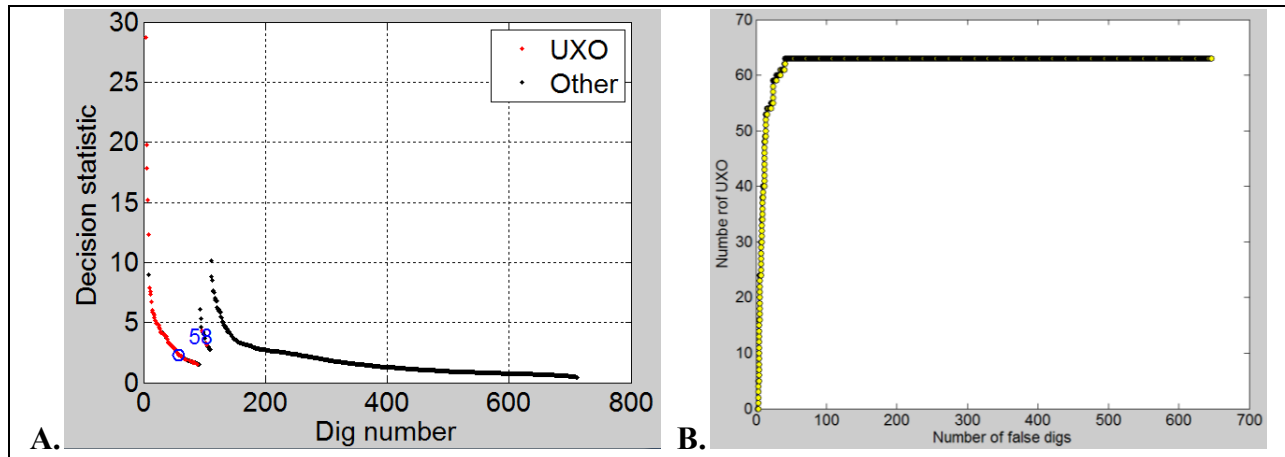 30
25
20
15
10
5
0
Decision statistic
UXO
Other
58
0 200 400 600 800
Dig number
A.
70
60
50
40
30
20
10
0
Numbe rof UXO
0 100 200 300 400 500 600 700
Number of false digs
B.